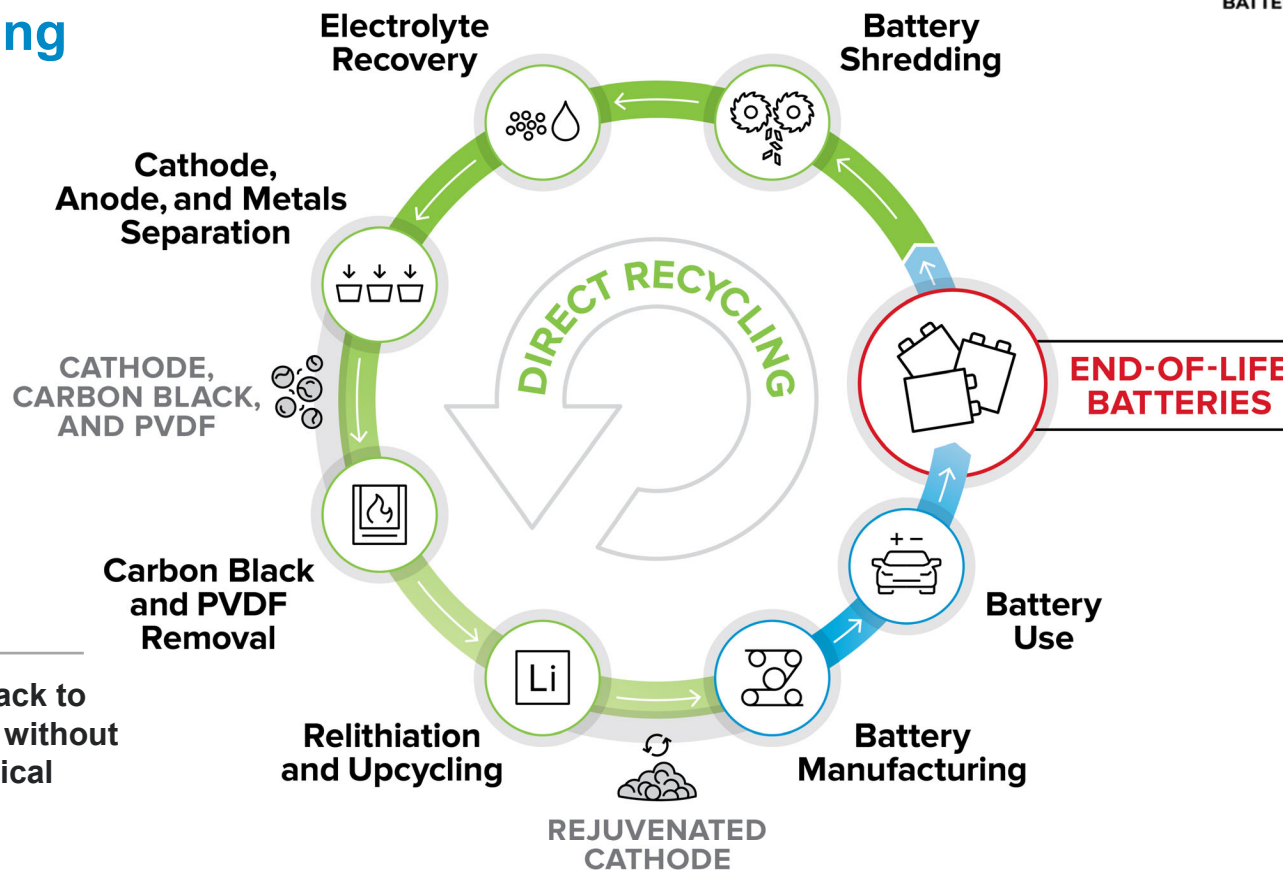 ing
BATTE
Electrolyte
Recovery
Battery
Shredding
Cathode,
Anode, and Metals
Separation
DIRECT RECYCLING
CATHODE,
CARBON BLACK,
AND PVDF
END-OF-LIFE
BATTERIES
Carbon Black
and PVDF
Removal
+ −
Battery
Use
Li
ack to
without
ical
Relithiation
and Upcycling
Battery
Manufacturing
REJUVENATED
CATHODE